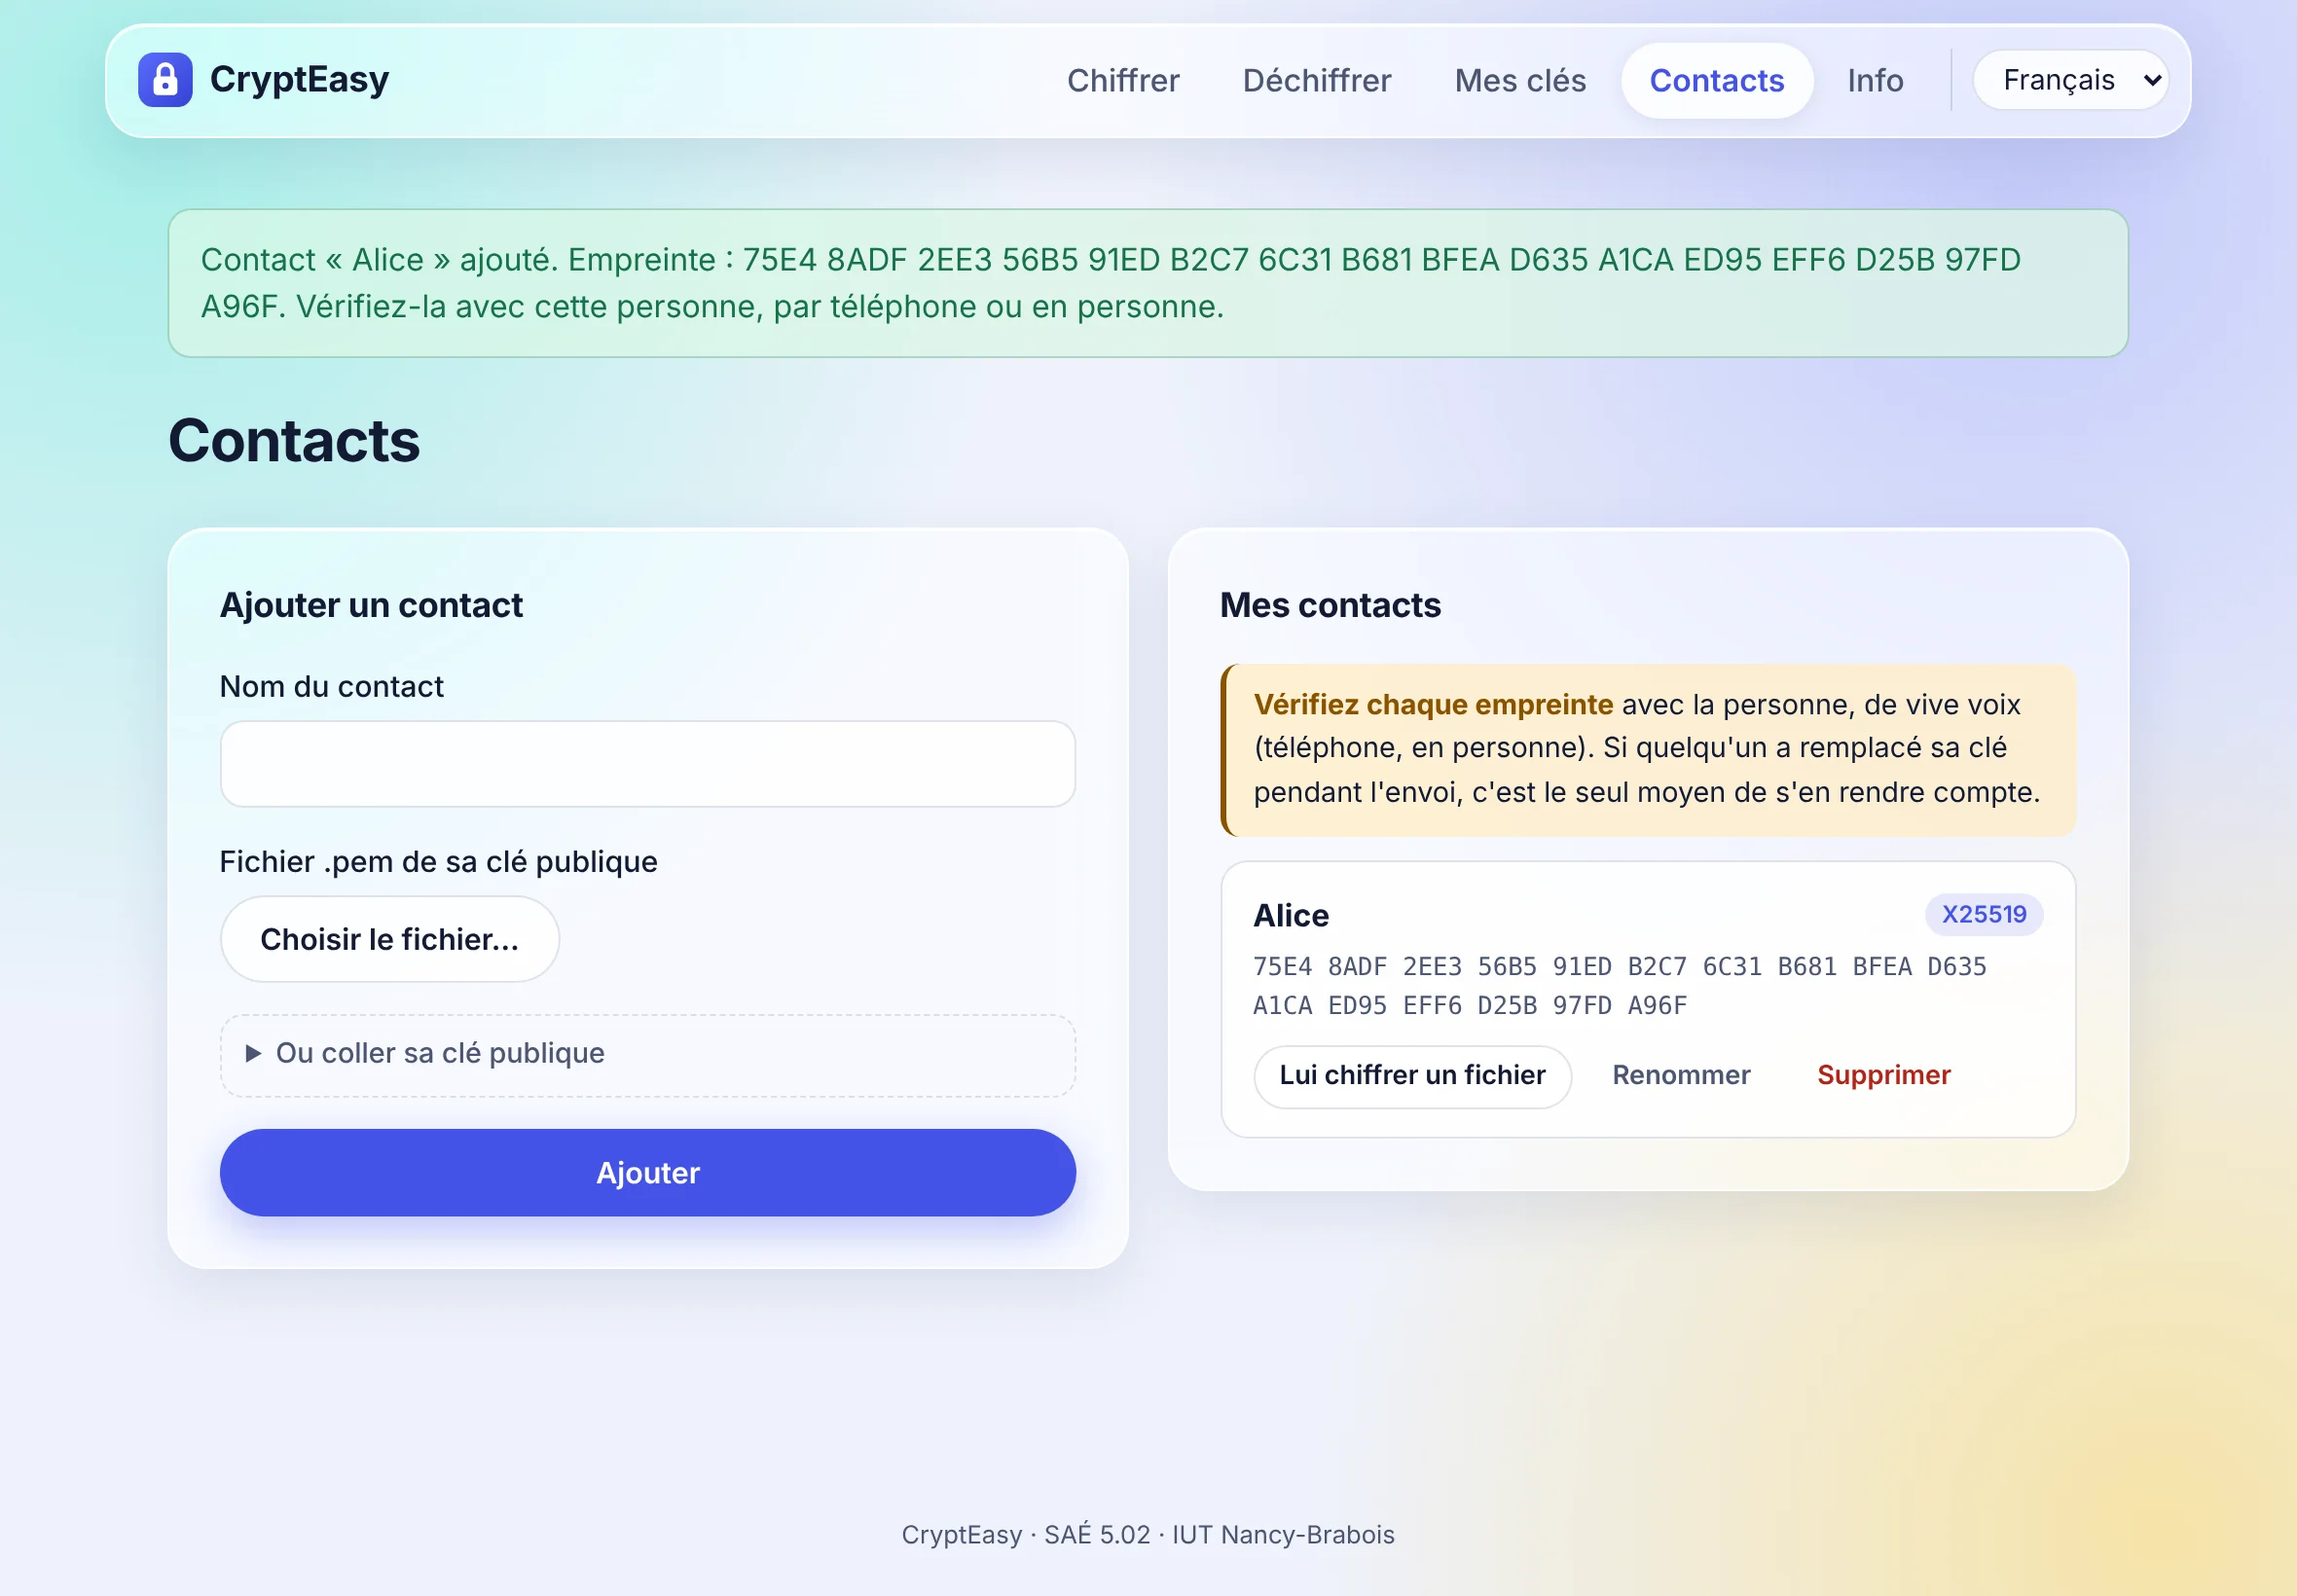 CryptEasy
Chiffrer
Déchiffrer
Mes clés
Contacts
Info
Français
Contact « Alice » ajouté. Empreinte : 75E4 8ADF 2EE3 56B5 91ED B2C7 6C31 B681 BFEA D635 A1CA ED95 EFF6 D25B 97FD
A96F. Vérifiez-la avec cette personne, par téléphone ou en personne.
Contacts
Ajouter un contact
Nom du contact
Fichier .pem de sa clé publique
Choisir le fichier...
Ou coller sa clé publique
Ajouter
Mes contacts
Vérifiez chaque empreinte avec la personne, de vive voix
(téléphone, en personne). Si quelqu'un a remplacé sa clé
pendant l'envoi, c'est le seul moyen de s'en rendre compte.
Alice
X25519
75E4 8ADF 2EE3 56B5 91ED B2C7 6C31 B681 BFEA D635
A1CA ED95 EFF6 D25B 97FD A96F
Lui chiffrer un fichier
Renommer
Supprimer
CryptEasy · SAÉ 5.02 · IUT Nancy-Brabois